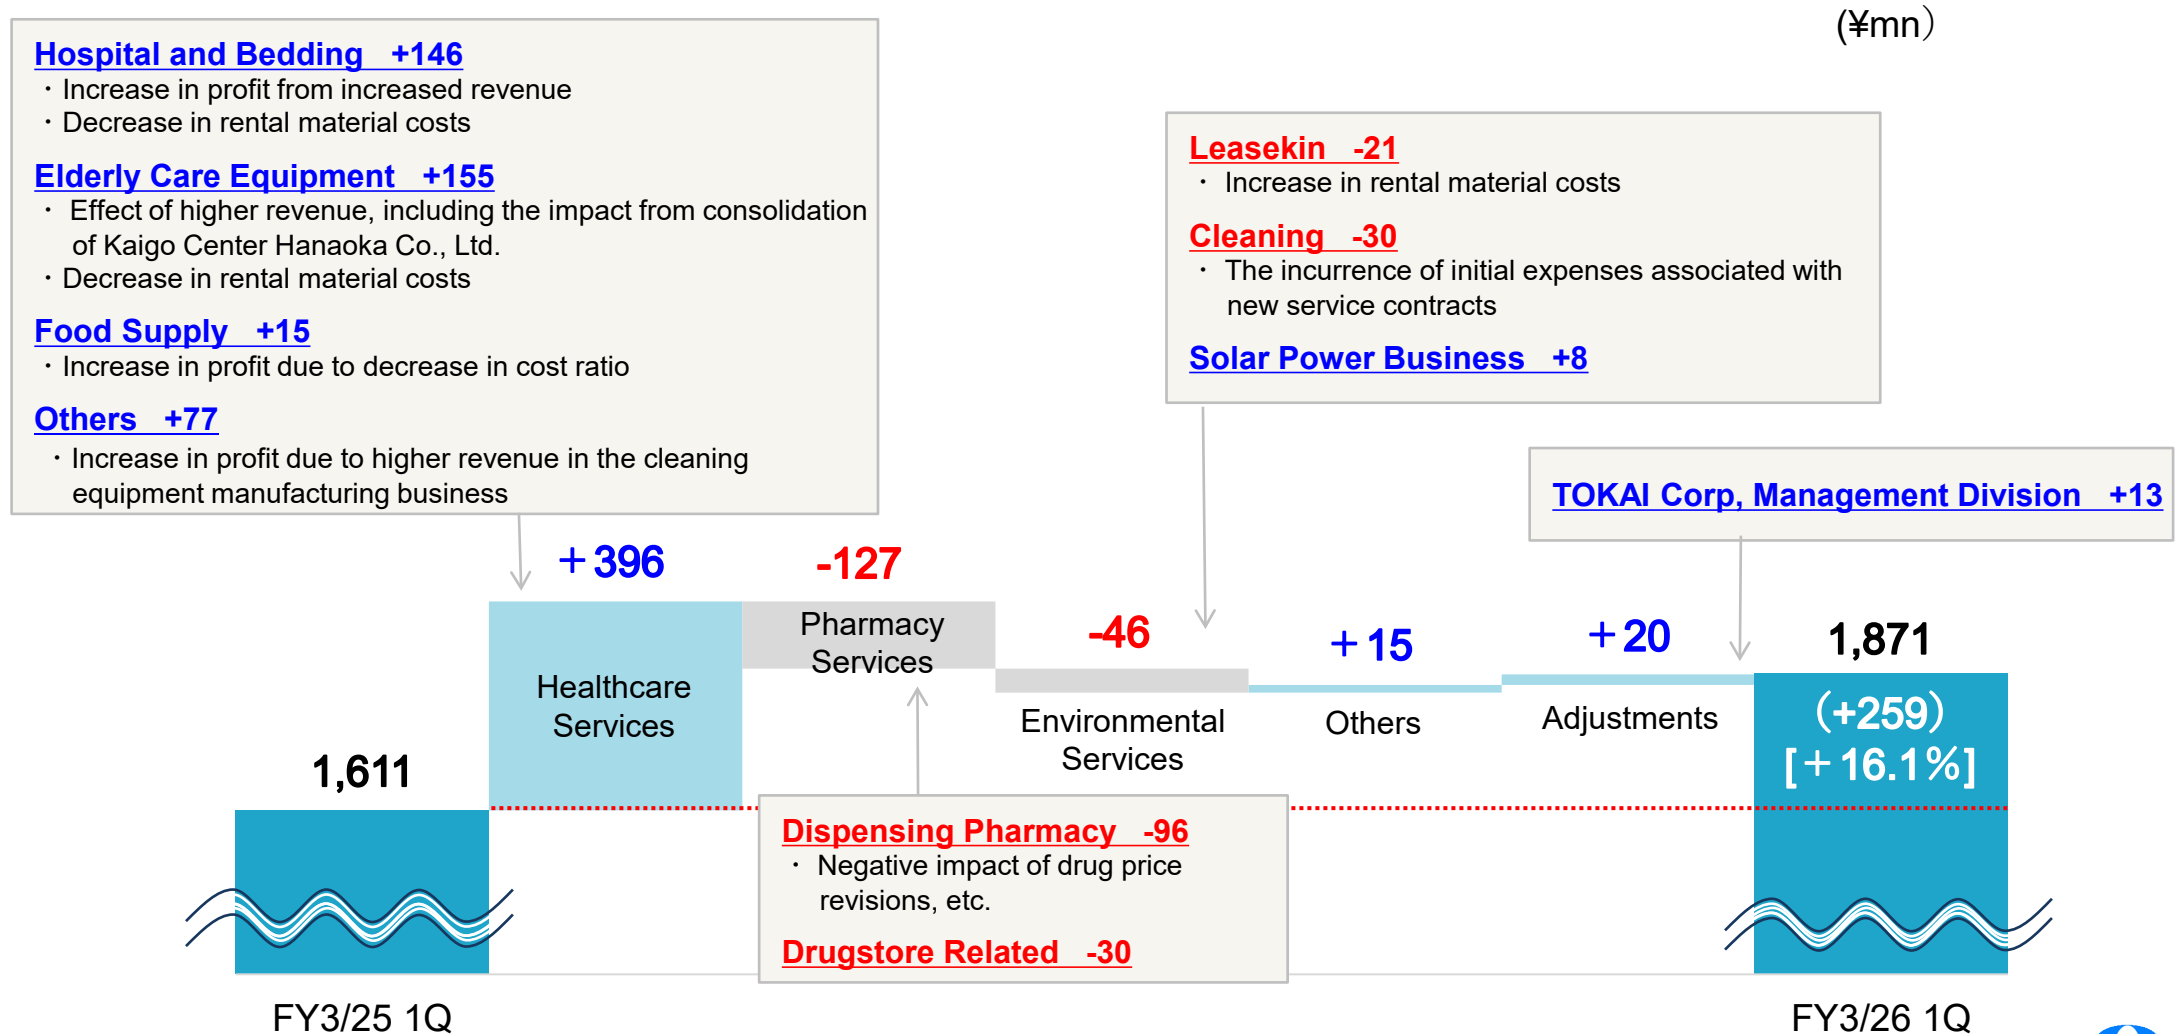 (¥mn）
Hospital and Bedding +146
・Increase in profit from increased revenue
・Decrease in rental material costs
Elderly Care Equipment +155
・ Effect of higher revenue, including the impact from consolidation
of Kaigo Center Hanaoka Co., Ltd.
・Decrease in rental material costs
Food Supply +15
・Increase in profit due to decrease in cost ratio
Others +77
・Increase in profit due to higher revenue in the cleaning
equipment manufacturing business
Leasekin -21
・ Increase in rental material costs
Cleaning -30
・ The incurrence of initial expenses associated with
new service contracts
Solar Power Business +8
TOKAI Corp, Management Division +13
＋396
-127
-46
＋15
＋20
1,871
（+259）
[＋16.1％]
Pharmacy
Services
Healthcare
Services
Environmental
Services
Others
Adjustments
1,611
Dispensing Pharmacy -96
・ Negative impact of drug price
revisions, etc.
Drugstore Related -30
FY3/25 1Q
FY3/26 1Q